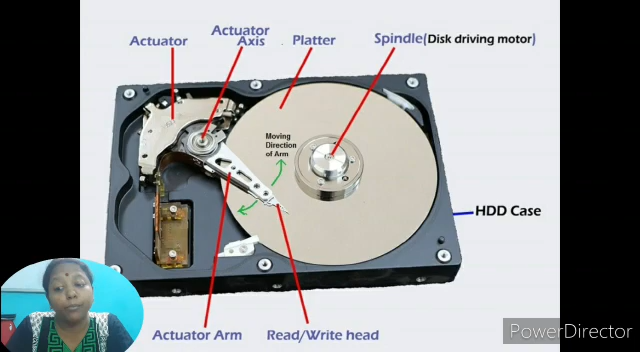 Actuator
Actuator
Axis
Platter
Spindle(Disk driving motor)
Moving
Direction
of Arm
HDD Case
Actuator Arm
Read/Write head
PowerDirector